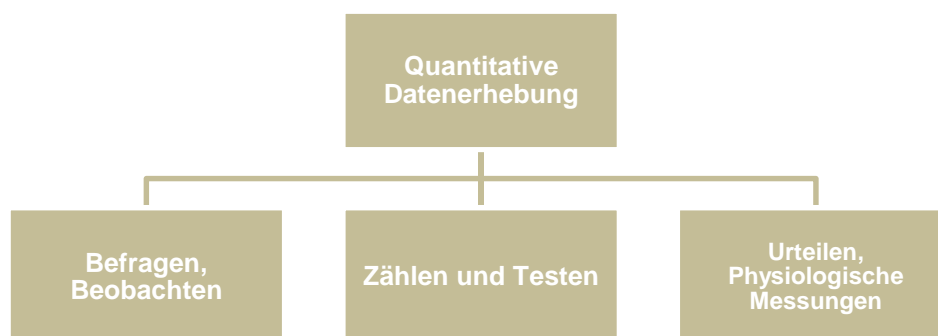 Quantitative
Datenerhebung
Befragen,
Beobachten
Zählen und Testen
Urteilen,
Physiologische
Messungen